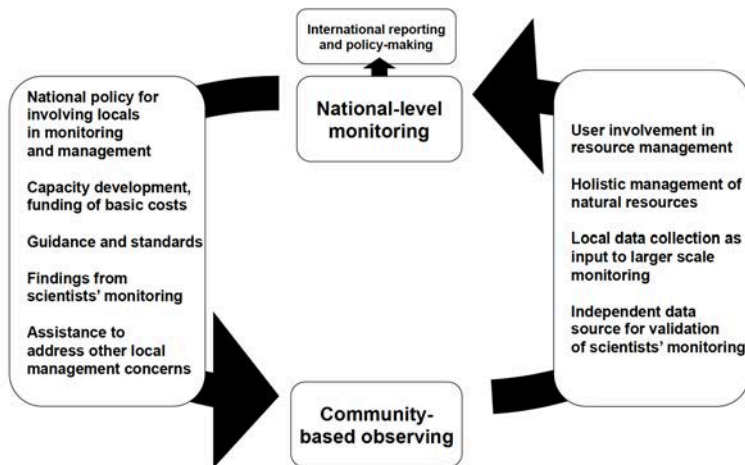 International reporting
and policy-making
National-level
monitoring
National policy for
involving locals
in monitoring
and management
Capacity development,
funding of basic costs
Guidance and standards
Findings from
scientists’ monitoring
Assistance to
address other local
management concerns
User involvement in
resource management
Holistic management of
natural resources
Local data collection as
input to larger scale
monitoring
Independent data
source for validation
of scientists’ monitoring
Community-
based observing